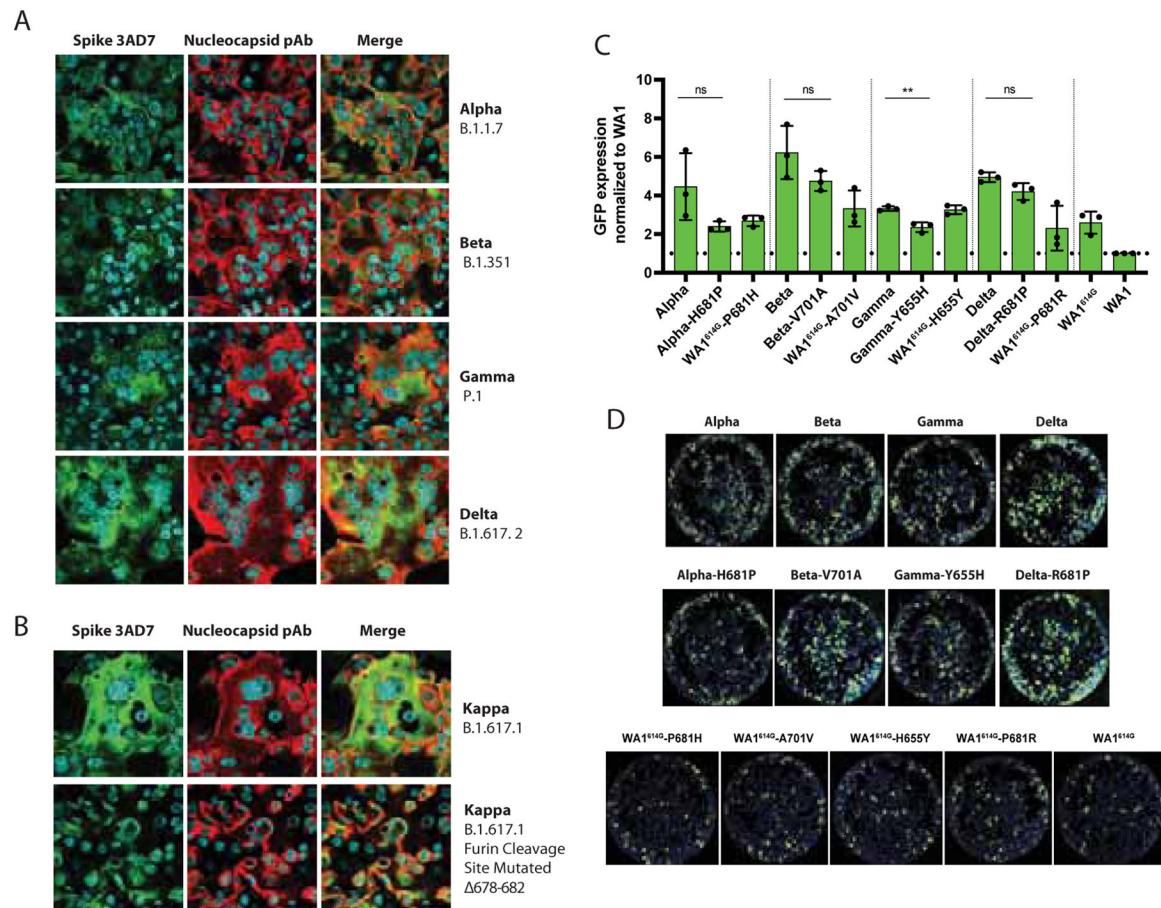 A
Spike 3AD7 Nucleocapsid pAb Merge
Alpha
B.1.1.7
Beta
B.1.351
Gamma
P.1
Delta
B.1.617. 2
B
Spike 3AD7 Nucleocapsid pAb Merge
Kappa
B.1.617.1
Kappa
B.1.617.1
Furin Cleavage
Site Mutated
Δ678-682
C
GFP expression
normalized to WA1
10
8
6
4
2
0
ns ns ** ns
Alpha
Alpha-H681P
WA1⁶¹⁴ᴳ-P681H
Beta
Beta-V701A
WA1⁶¹⁴ᴳ-A701V
Gamma
Gamma-Y655H
WA1⁶¹⁴ᴳ-H655Y
Delta
Delta-R681P
WA1⁶¹⁴ᴳ-P681R
WA1⁶¹⁴ᴳ
WA1
D
Alpha Beta Gamma Delta
Alpha-H681P Beta-V701A Gamma-Y655H Delta-R681P
WA1⁶¹⁴ᴳ-P681H WA1⁶¹⁴ᴳ-A701V WA1⁶¹⁴ᴳ-H655Y WA1⁶¹⁴ᴳ-P681R WA1⁶¹⁴ᴳ